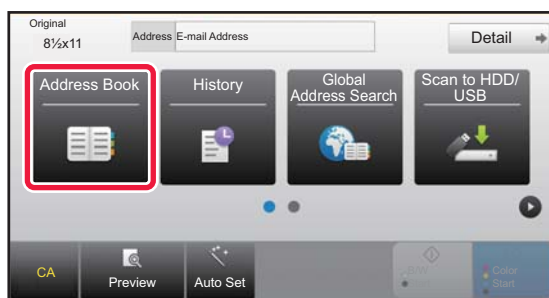 Original
8½x11
Address E-mail Address
Detail
Address Book
History
Global
Address Search
Scan to HDD/
USB
CA
Preview
Auto Set
B/W
Start
Color
Start